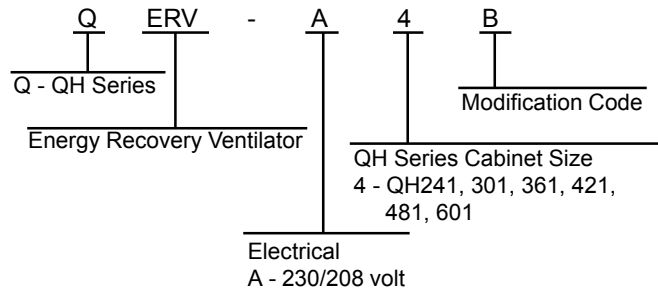 Q ERV - A 4 B
Q - QH Series
Modification Code
Energy Recovery Ventilator
QH Series Cabinet Size
4 - QH241, 301, 361, 421,
481, 601
Electrical
A - 230/208 volt